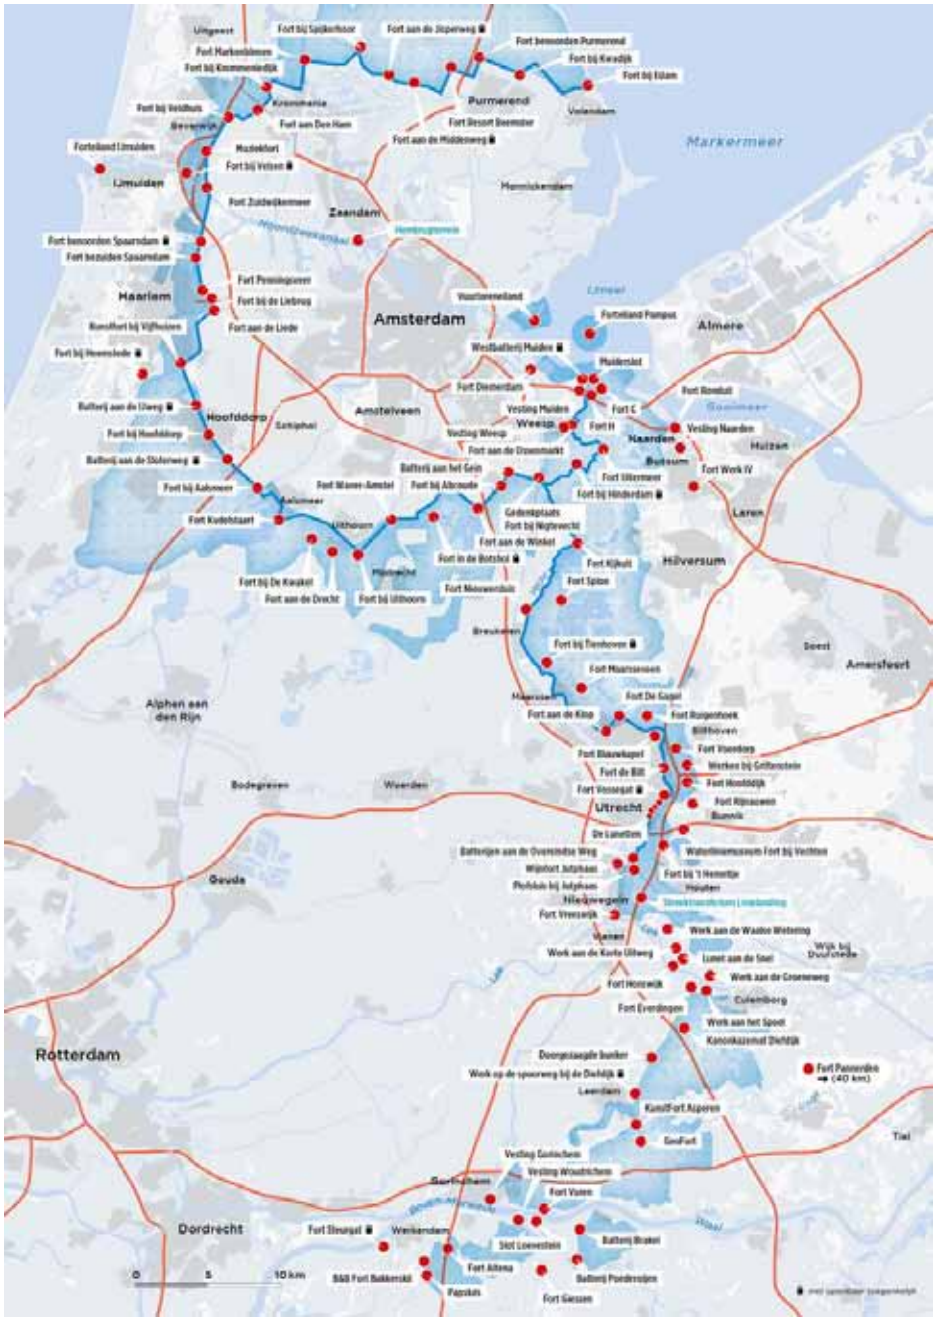 Uitgeest
Fort bij Spijkerboor
Fort aan de Jisperweg
Fort Markenbinnen
Fort benoorden Purmerend
Fort bij Krommeniedijk
Fort bij Kwadijk
Fort bij Edam
Fort bij Veldhuis
Krommenie
Purmerend
Volendam
Beverwijk
Fort aan Den Ham
Fort Resort Beemster
Fort aan de Middenweg
Markermeer
Forteiland IJmuiden
Muziekfort
Fort bij Velsen
IJmuiden
Monnickendam
Fort Zuidwijkermeer
Zaandam
Noordzeekanaal
Hembrugterrein
Fort benoorden Spaarndam
Fort bezuiden Spaarndam
Fort Penningsveer
Haarlem
Fort bij de Liebrug
Vuurtoreneiland
IJmeer
Forteiland Pampus
Amsterdam
Almere
Kunstfort bij Vijfhuizen
Fort aan de Liede
Westbatterij Muiden
Fort bij Heemstede
Muiderslot
Fort Diemerdam
Fort Ronduit
Batterij aan de IJweg
Hoofddorp
Amstelveen
Vesting Muiden
Fort C
Gooimeer
Schiphol
Weesp
Fort H
Vesting Naarden
Fort bij Hoofddorp
Vesting Weesp
Naarden
Huizen
Fort aan de Ossenmarkt
Bussum
Batterij aan de Sloterweg
Batterij aan het Gein
Fort Werk IV
Fort bij Aalsmeer
Fort Waver-Amstel
Fort bij Abcoude
Fort Uitermeer
Fort bij Hinderdam
Aalsmeer
Laren
Gedenkplaats
Fort Kudelstaart
Uithoorn
Fort bij Nigtevecht
Fort aan de Winkel
Fort in de Botshol
Hilversum
Mijdrecht
Fort Kijkuit
Fort bij De Kwakel
Fort Spion
Fort aan de Drecht
Fort bij Uithoorn
Fort Nieuwersluis
Breukelen
Fort bij Tienhoven
Soest
Amersfoort
Fort Maarsseveen
Maarssen
Fort De Gagel
Alphen aan
den Rijn
Fort aan de Klop
Fort Ruigenhoek
Bilthoven
Fort Blauwkapel
Fort Voordorp
Fort de Bilt
Werken bij Griftenstein
Bodegraven
Woerden
Fort Vossegat
Fort Hoofddijk
Utrecht
Fort Rijnauwen
Bunnik
De Lunetten
Batterijen aan de Overeindse Weg
Waterliniemuseum Fort bij Vechten
Wijnfort Jutphaas
Fort bij 't Hemeltje
Gouda
Plofsluis bij Jutphaas
Houten
Nieuwegein
Fort Vreeswijk
Lek
Vianen
Werk aan de Waalse Wetering
Werk aan de Korte Uitweg
Lunet aan de Snel
Wijk bij
Duurstede
Lek
Fort Honswijk
Werk aan de Groeneweg
Culemborg
Fort Everdingen
Werk aan het Spoel
Kanonkazemat Diefdijk
Rotterdam
Doorgezaagde bunker
Fort Pannerden
→ (40 km)
Werk op de spoorweg bij de Diefdijk
Leerdam
KunstFort Asperen
GeoFort
Tiel
Vesting Gorinchem
Vesting Woudrichem
Gorinchem
Fort Vuren
Boven Merwede
Waal
Dordrecht
Fort Steurgat
Werkendam
Slot Loevestein
Batterij Brakel
0 5 10 km
B&B Fort Bakkerskil
Fort Altena
Batterij Poederoijen
Papsluis
Fort Giessen
niet openbaar toegankelijk